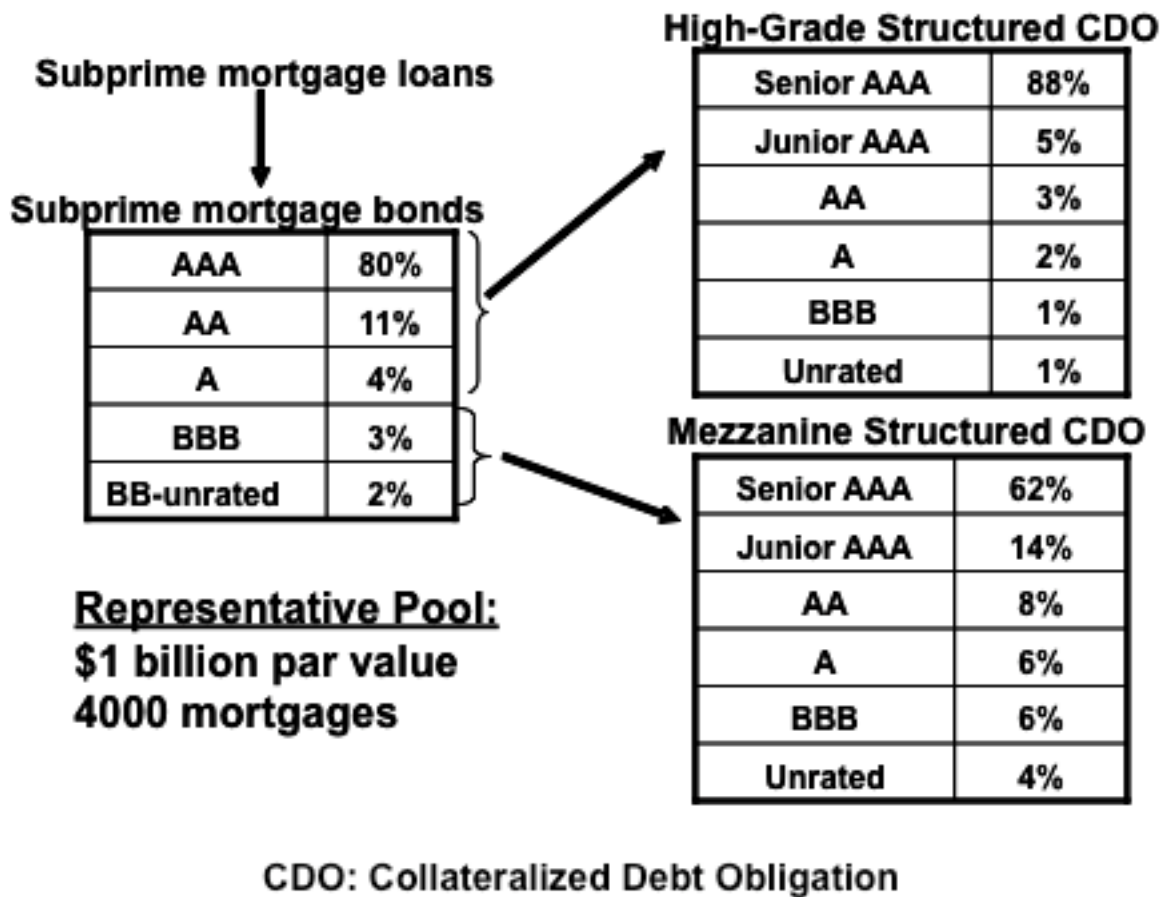 Subprime mortgage loans
Subprime mortgage bonds
AAA 80%
AA 11%
A 4%
BBB 3%
BB-unrated 2%
Representative Pool:
$1 billion par value
4000 mortgages
High-Grade Structured CDO
Senior AAA 88%
Junior AAA 5%
AA 3%
A 2%
BBB 1%
Unrated 1%
Mezzanine Structured CDO
Senior AAA 62%
Junior AAA 14%
AA 8%
A 6%
BBB 6%
Unrated 4%
CDO: Collateralized Debt Obligation